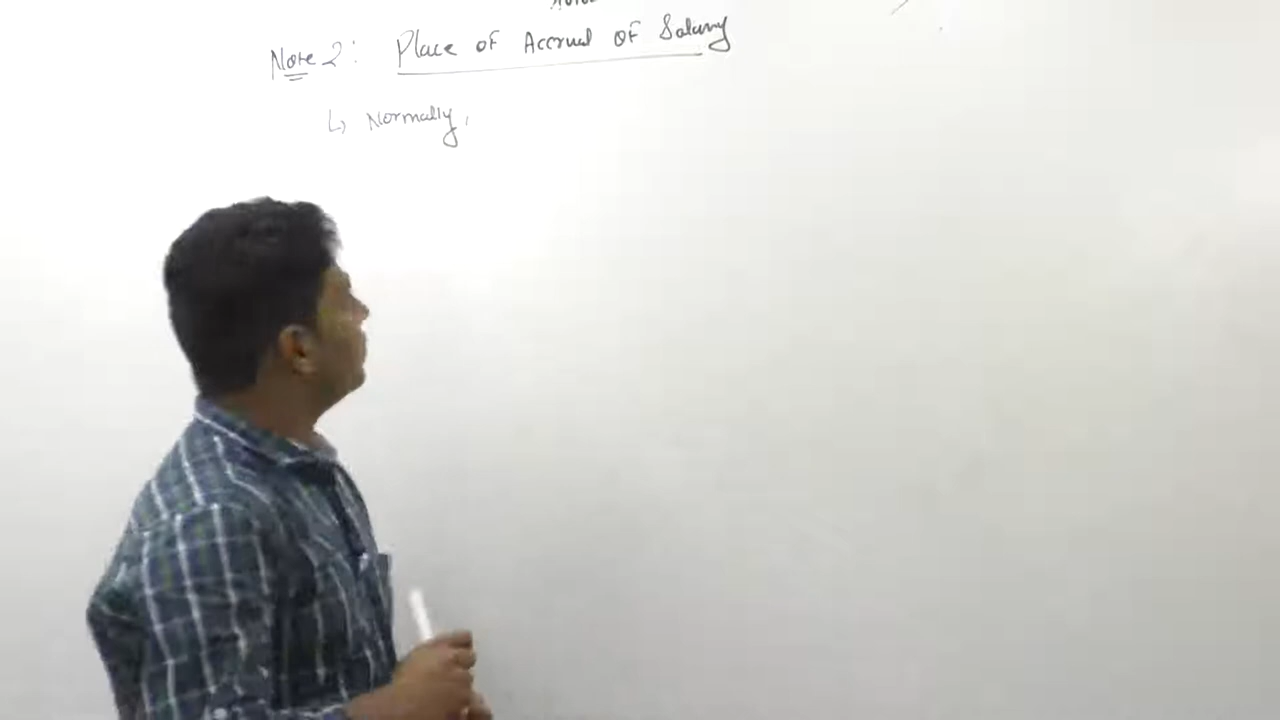 Note 2: Place of Accrual of Salary
↳ Normally,